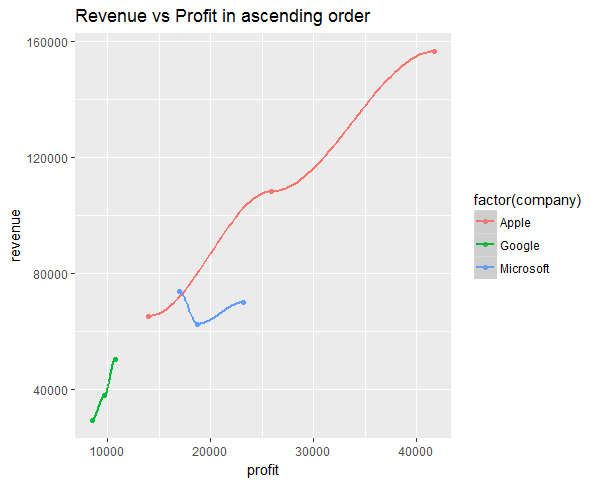 Revenue vs Profit in ascending order
160000
120000
80000
40000
revenue
10000
20000
30000
40000
profit
factor(company)
Apple
Google
Microsoft